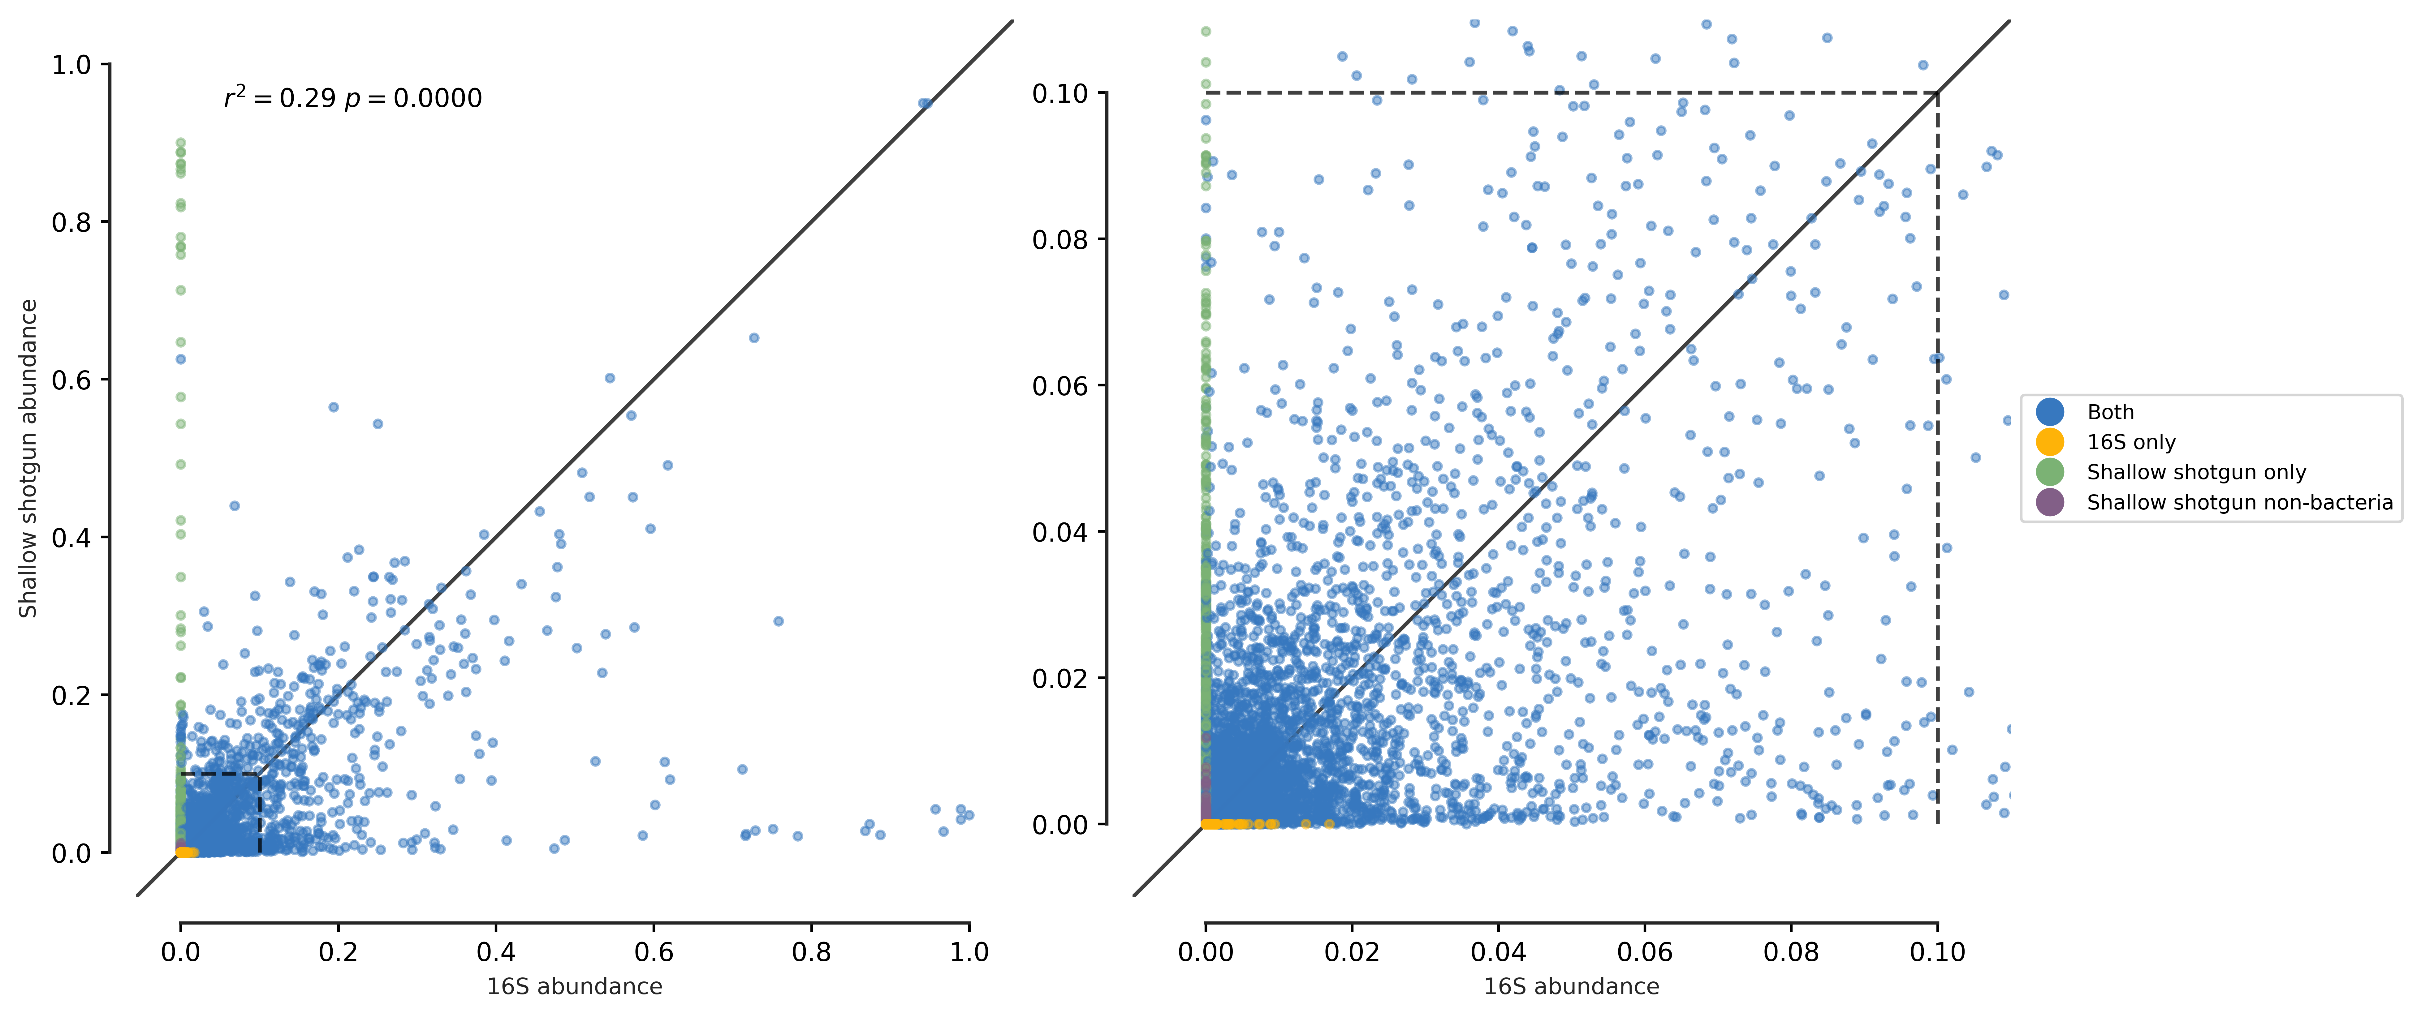 r² = 0.29 p = 0.0000
Shallow shotgun abundance
1.0
0.8
0.6
0.4
0.2
0.0
0.0 0.2 0.4 0.6 0.8 1.0
16S abundance
0.10
0.08
0.06
0.04
0.02
0.00
0.00 0.02 0.04 0.06 0.08 0.10
16S abundance
Both
16S only
Shallow shotgun only
Shallow shotgun non-bacteria